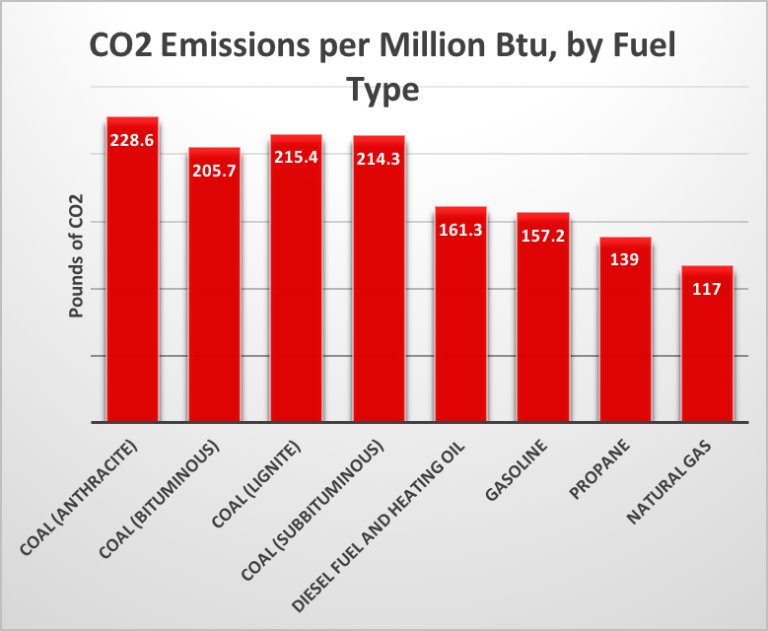 CO2 Emissions per Million Btu, by Fuel
Type
Pounds of CO2
228.6
205.7
215.4
214.3
161.3
157.2
139
117
COAL (ANTHRACITE)
COAL (BITUMINOUS)
COAL (LIGNITE)
COAL (SUBBITUMINOUS)
DIESEL FUEL AND HEATING OIL
GASOLINE
PROPANE
NATURAL GAS